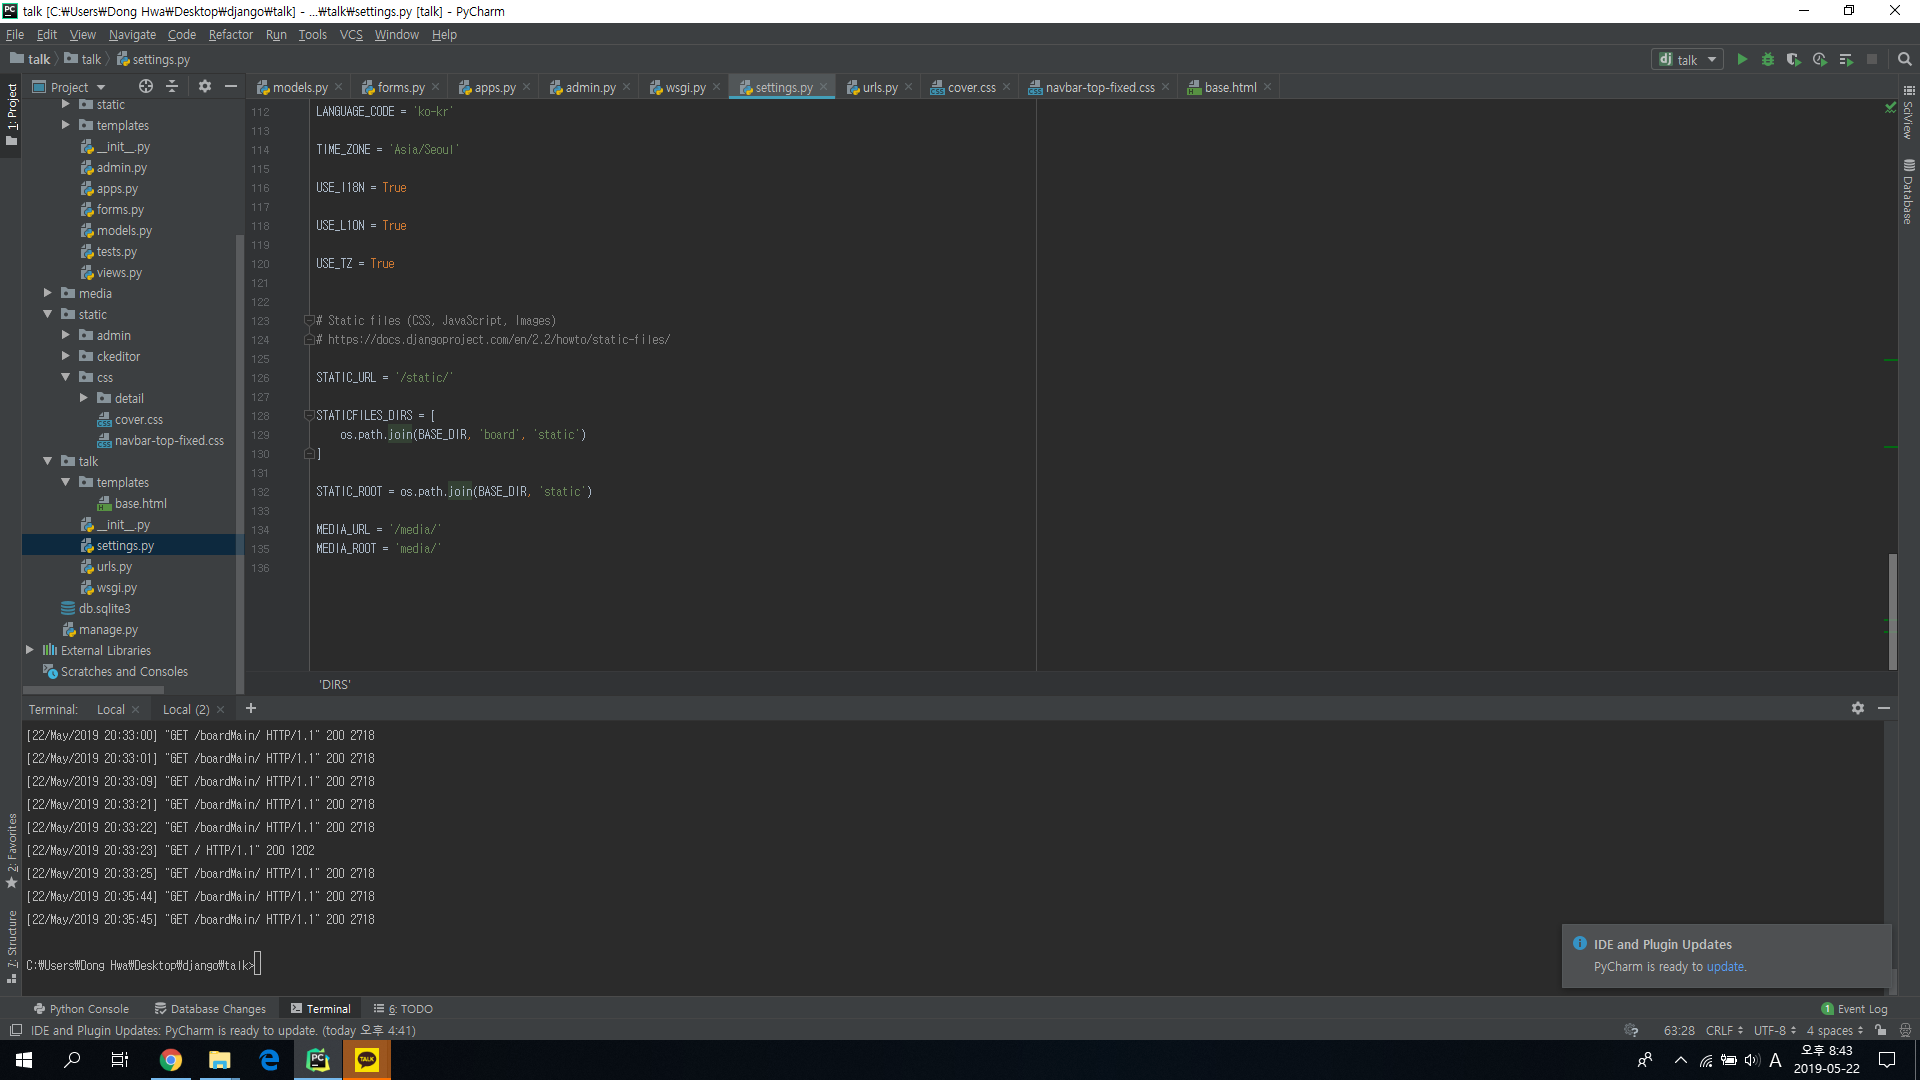 talk [C:\Users\Dong Hwa\Desktop\django\talk] - ...\talk\settings.py [talk] - PyCharm
File Edit View Navigate Code Refactor Run Tools VCS Window Help
talk talk settings.py
talk
Project
models.py forms.py apps.py admin.py wsgi.py settings.py urls.py cover.css navbar-top-fixed.css base.html
1: Project
static
templates
__init__.py
admin.py
apps.py
forms.py
models.py
tests.py
views.py
media
static
admin
ckeditor
css
detail
cover.css
navbar-top-fixed.css
talk
templates
base.html
__init__.py
settings.py
urls.py
wsgi.py
db.sqlite3
manage.py
External Libraries
Scratches and Consoles
112 LANGUAGE_CODE = 'ko-kr'
113
114 TIME_ZONE = 'Asia/Seoul'
115
116 USE_I18N = True
117
118 USE_L10N = True
119
120 USE_TZ = True
121
122
123 # Static files (CSS, JavaScript, Images)
124 # https://docs.djangoproject.com/en/2.2/howto/static-files/
125
126 STATIC_URL = '/static/'
127
128 STATICFILES_DIRS = [
129 os.path.join(BASE_DIR, 'board', 'static')
130 ]
131
132 STATIC_ROOT = os.path.join(BASE_DIR, 'static')
133
134 MEDIA_URL = '/media/'
135 MEDIA_ROOT = 'media/'
136
'DIRS'
SciView
Database
Terminal: Local Local (2)
[22/May/2019 20:33:00] "GET /boardMain/ HTTP/1.1" 200 2718
[22/May/2019 20:33:01] "GET /boardMain/ HTTP/1.1" 200 2718
[22/May/2019 20:33:09] "GET /boardMain/ HTTP/1.1" 200 2718
[22/May/2019 20:33:21] "GET /boardMain/ HTTP/1.1" 200 2718
[22/May/2019 20:33:22] "GET /boardMain/ HTTP/1.1" 200 2718
[22/May/2019 20:33:23] "GET / HTTP/1.1" 200 1202
[22/May/2019 20:33:25] "GET /boardMain/ HTTP/1.1" 200 2718
[22/May/2019 20:35:44] "GET /boardMain/ HTTP/1.1" 200 2718
[22/May/2019 20:35:45] "GET /boardMain/ HTTP/1.1" 200 2718
C:₩Users₩Dong Hwa₩Desktop₩django₩talk>
2: Favorites
7: Structure
IDE and Plugin Updates
PyCharm is ready to update.
Python Console Database Changes Terminal 6: TODO 1 Event Log
IDE and Plugin Updates: PyCharm is ready to update. (today 오후 4:41) 63:28 CRLF UTF-8 4 spaces
TALK
A
오후 8:43
2019-05-22